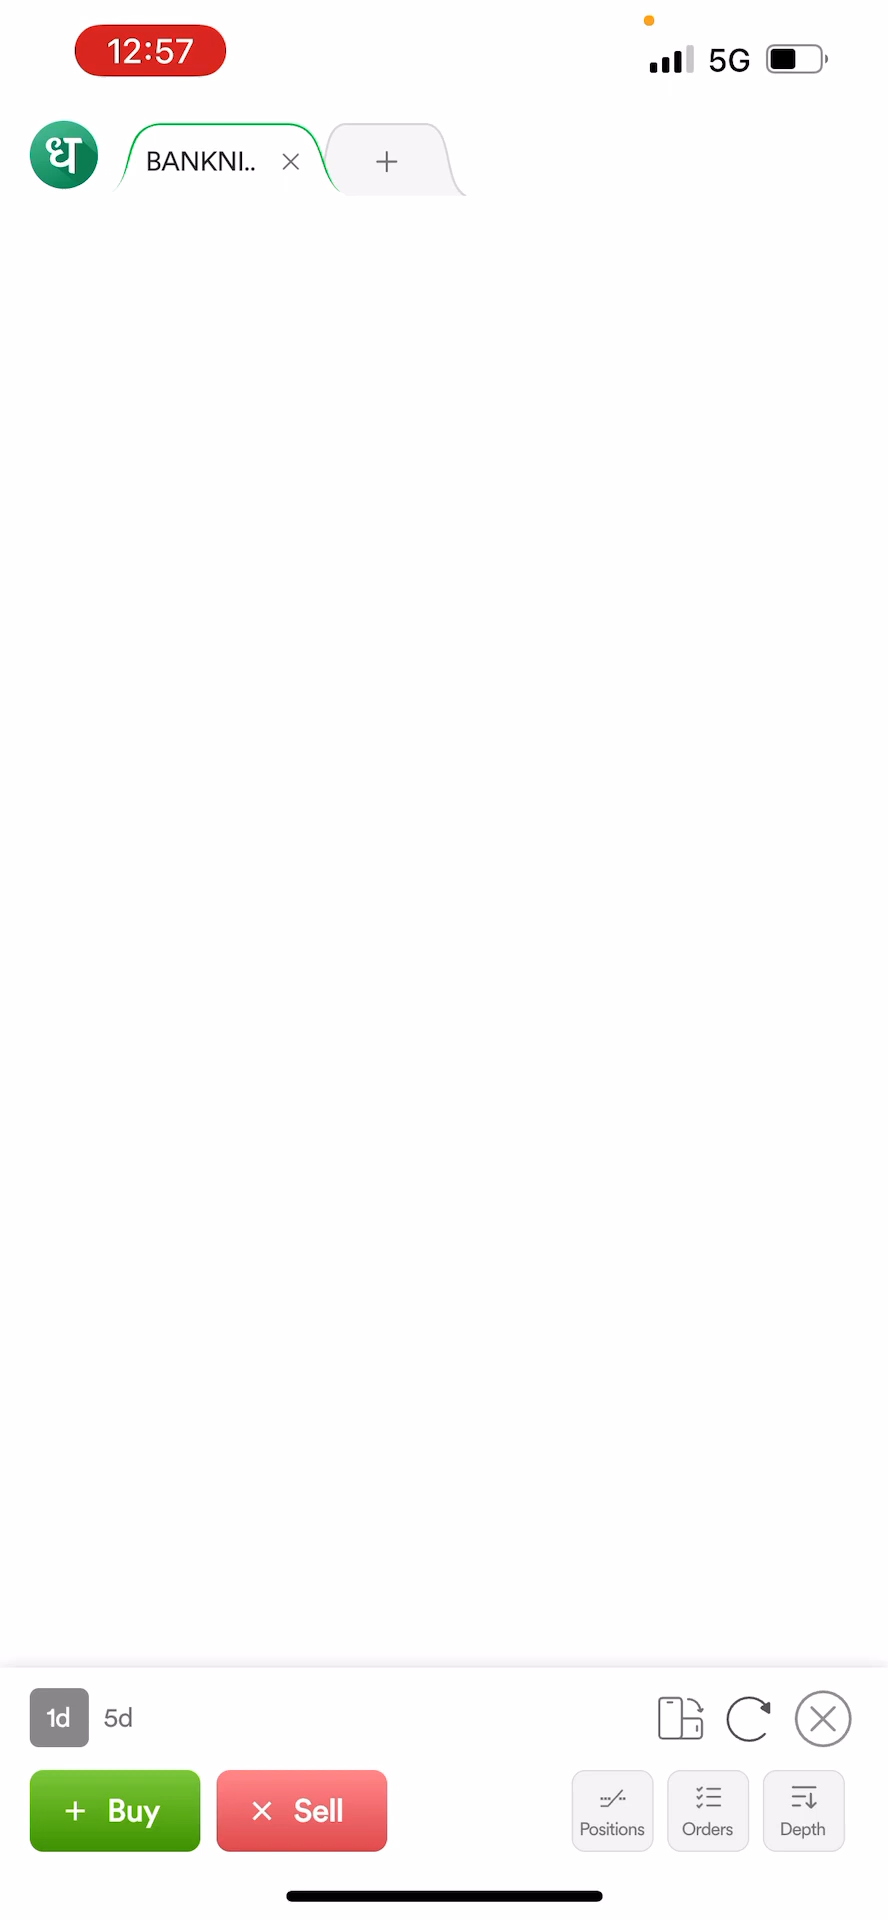 12:57
5G
ध
BANKNI..
1d 5d
Buy
Sell
Positions
Orders
Depth